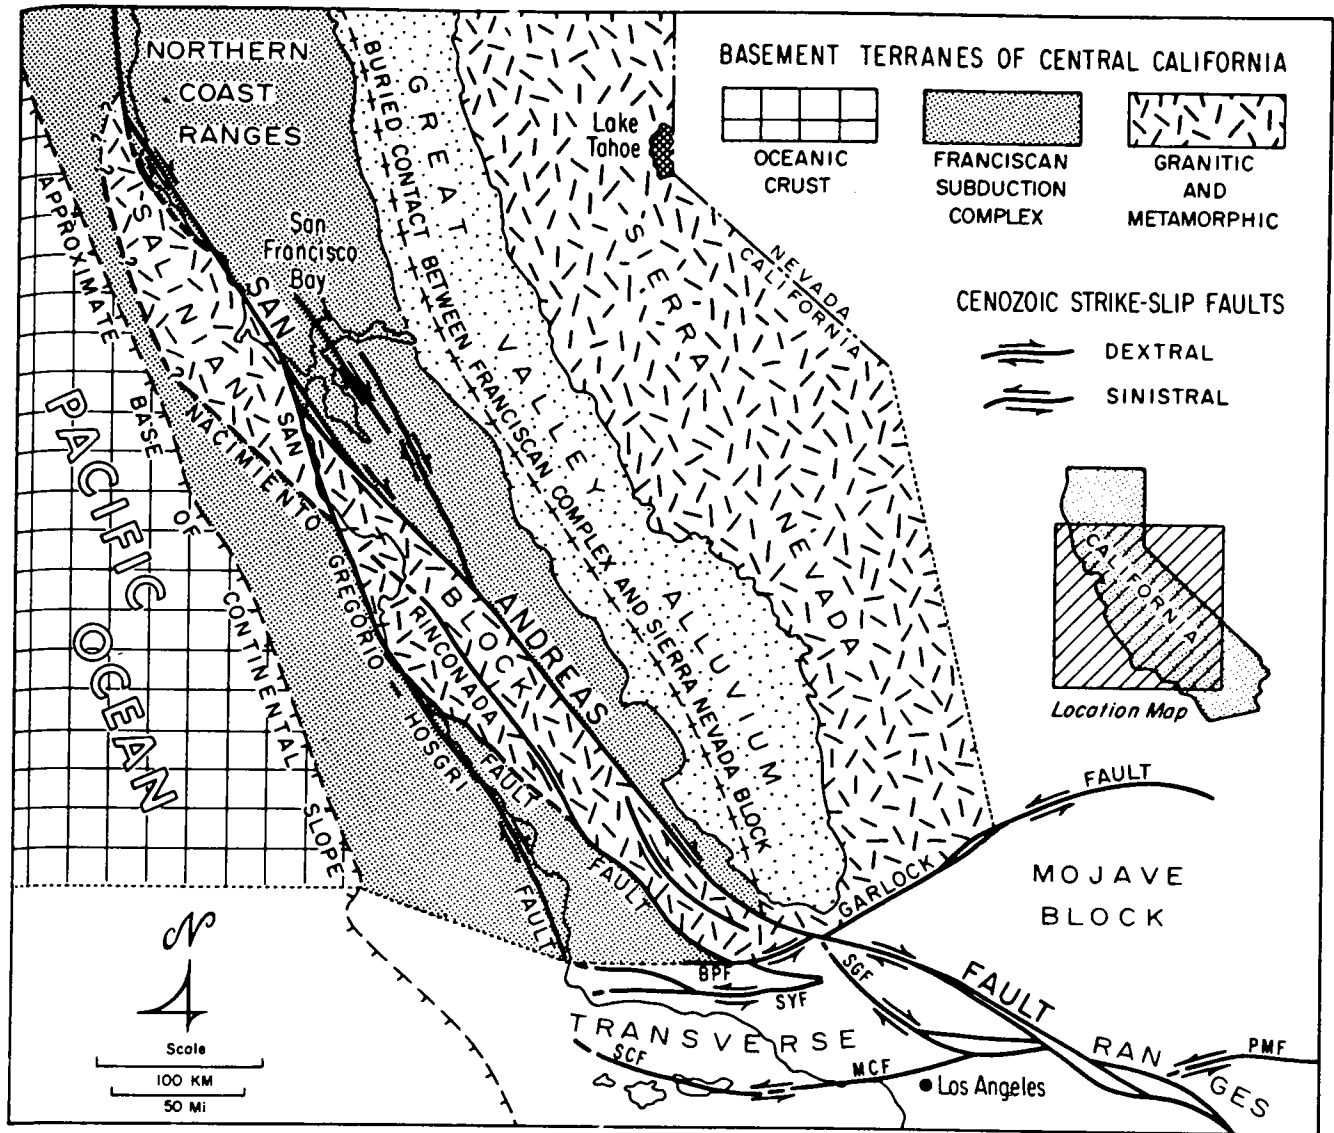 BASEMENT TERRANES OF CENTRAL CALIFORNIA
OCEANIC
CRUST
FRANCISCAN
SUBDUCTION
COMPLEX
GRANITIC
AND
METAMORPHIC
CENOZOIC STRIKE-SLIP FAULTS
DEXTRAL
SINISTRAL
CALIFORNIA
Location Map
NORTHERN
COAST
RANGES
BURIED CONTACT BETWEEN FRANCISCAN COMPLEX AND SIERRA NEVADA BLOCK
GREAT VALLEY ALLUVIUM
Lake
Tahoe
SIERRA NEVADA
NEVADA
CALIFORNIA
San
Francisco
Bay
? ? ? ?
SALINIAN BLOCK
SAN ANDREAS FAULT
APPROXIMATE BASE OF CONTINENTAL SLOPE
PACIFIC OCEAN
NACIMIENTO FAULT
SAN GREGORIO HOSGRI FAULT
RINCONADA FAULT
GARLOCK FAULT
MOJAVE
BLOCK
BPF
SYF
SGF
TRANSVERSE RANGES
SCF
MCF
PMF
Los Angeles
N
Scale
100 KM
50 Mi